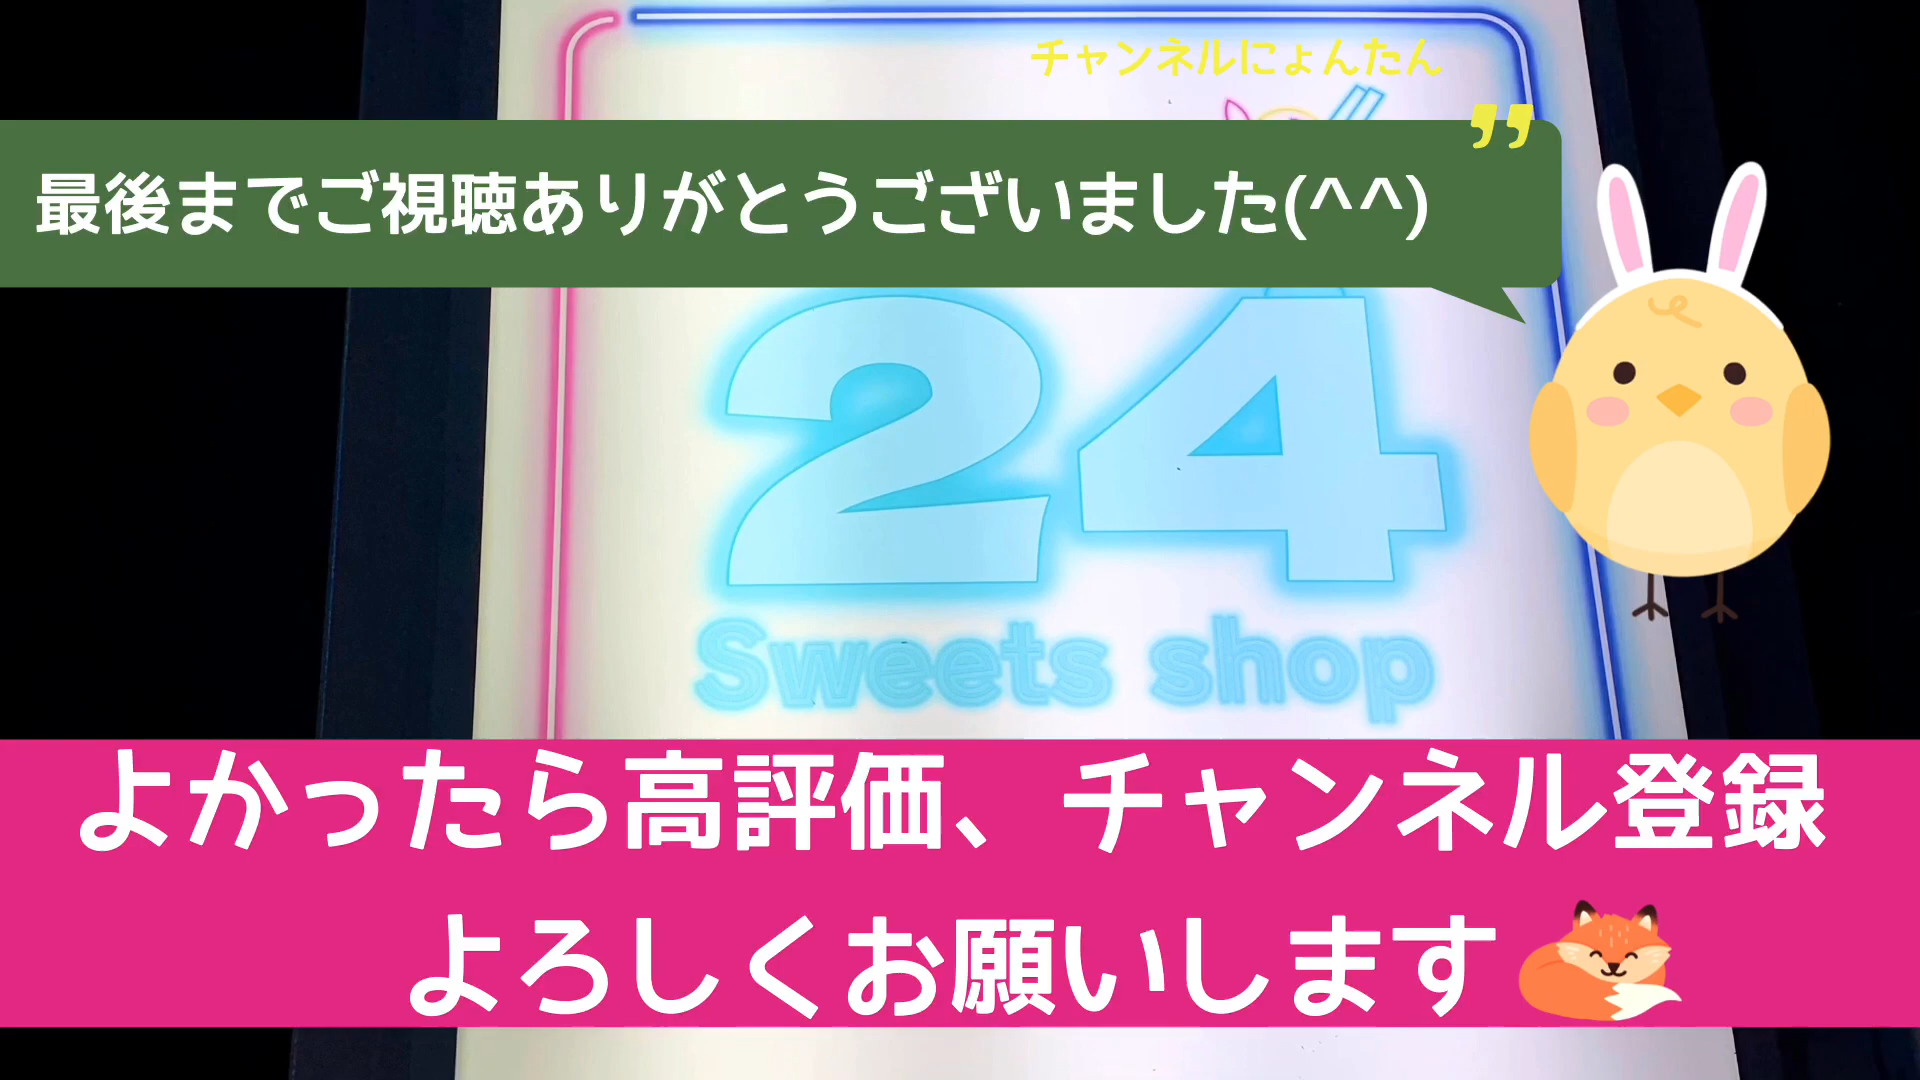 チャンネルにょんたん
”
最後までご視聴ありがとうございました(^^)
24
Sweets shop
よかったら高評価、チャンネル登録
よろしくお願いします